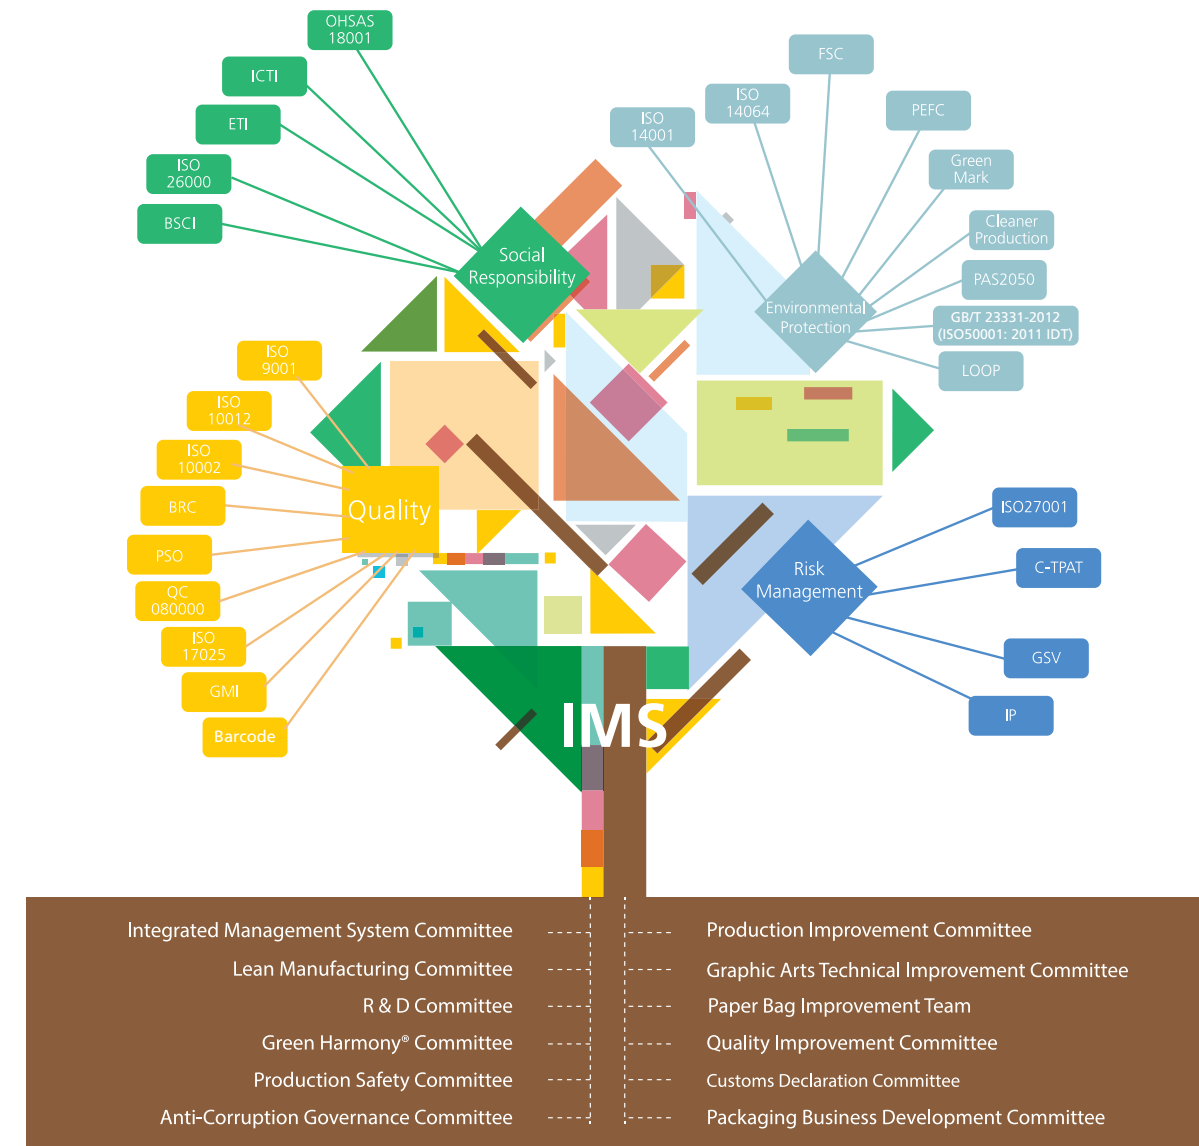 OHSAS
18001
ICTI
ETI
ISO
26000
BSCI
Social
Responsibility
FSC
ISO
14064
ISO
14001
PEFC
Green
Mark
Cleaner
Production
PAS2050
GB/T 23331-2012
(ISO50001: 2011 IDT)
LOOP
Environmental
Protection
ISO
9001
ISO
10012
ISO
10002
BRC
PSO
QC
080000
ISO
17025
GMI
Barcode
Quality
ISO27001
C-TPAT
GSV
IP
Risk
Management
IMS
Integrated Management System Committee
Lean Manufacturing Committee
R & D Committee
Green Harmony® Committee
Production Safety Committee
Anti-Corruption Governance Committee
Production Improvement Committee
Graphic Arts Technical Improvement Committee
Paper Bag Improvement Team
Quality Improvement Committee
Customs Declaration Committee
Packaging Business Development Committee